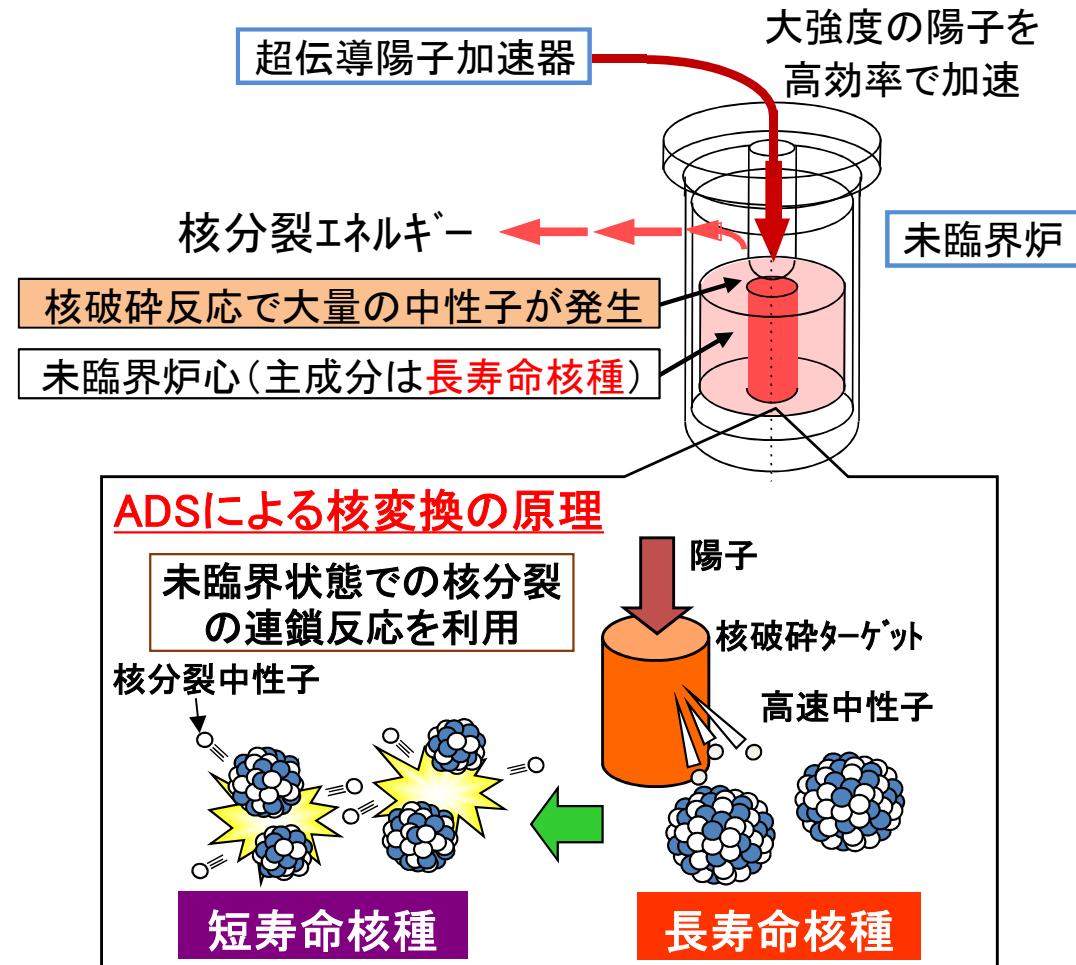 超伝導陽子加速器
大強度の陽子を
高効率で加速
核分裂ｴﾈﾙｷﾞｰ
未臨界炉
核破砕反応で大量の中性子が発生
未臨界炉心（主成分は長寿命核種）
ADSによる核変換の原理
未臨界状態での核分裂
の連鎖反応を利用
陽子
核破砕ﾀｰｹﾞｯﾄ
核分裂中性子
高速中性子
短寿命核種
長寿命核種